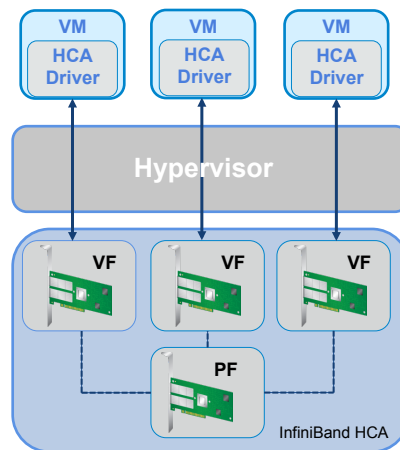 VM VM VM
HCA HCA HCA
Driver Driver Driver
Hypervisor
VF VF VF
PF
InfiniBand HCA